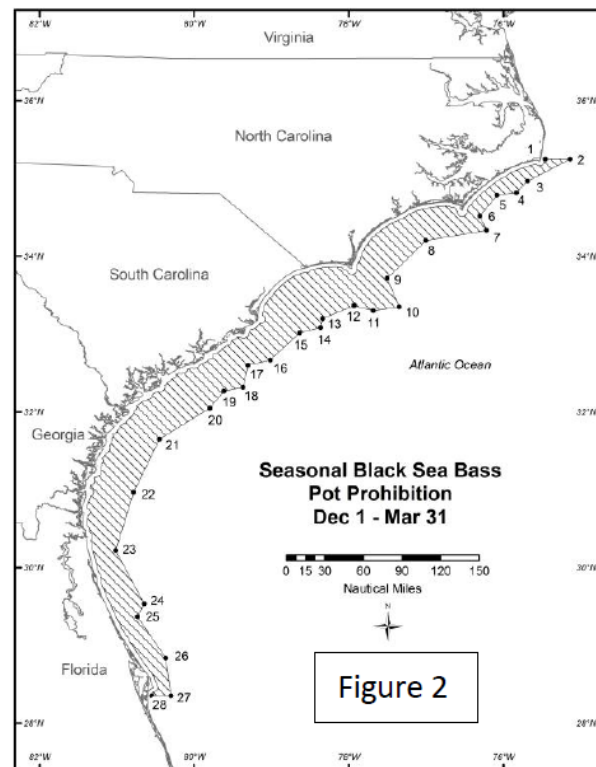 Virginia
36°N
36°N
North Carolina
1
2
3
4
5
6
7
8
34°N
34°N
South Carolina
9
10
11
12
13
14
15
16
17
18
19
20
Atlantic Ocean
32°N
32°N
Georgia
21
22
23
Seasonal Black Sea Bass
Pot Prohibition
Dec 1 - Mar 31
0 15 30 60 90 120 150
Nautical Miles
N
30°N
30°N
24
25
26
27
28
Florida
Figure 2
28°N
28°N
82°W 80°W 78°W 76°W
82°W 80°W 78°W 76°W